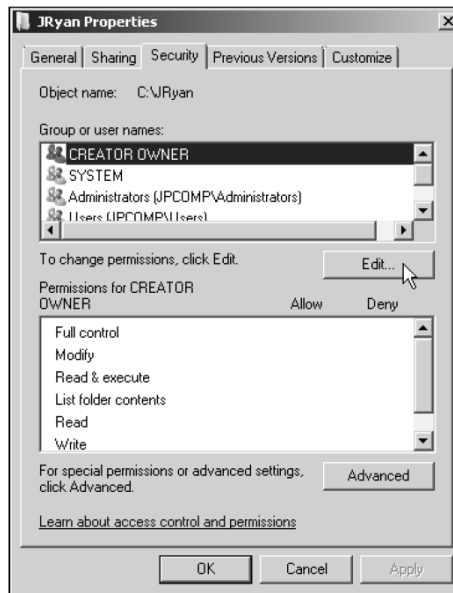 JRyan Properties
General Sharing Security Previous Versions Customize
Object name: C:\JRyan
Group or user names:
CREATOR OWNER
SYSTEM
Administrators (JPCOMP\Administrators)
Users (JPCOMP\Users)
To change permissions, click Edit.
Edit...
Permissions for CREATOR
OWNER Allow Deny
Full control
Modify
Read & execute
List folder contents
Read
Write
For special permissions or advanced settings,
click Advanced.
Advanced
Learn about access control and permissions
OK Cancel Apply